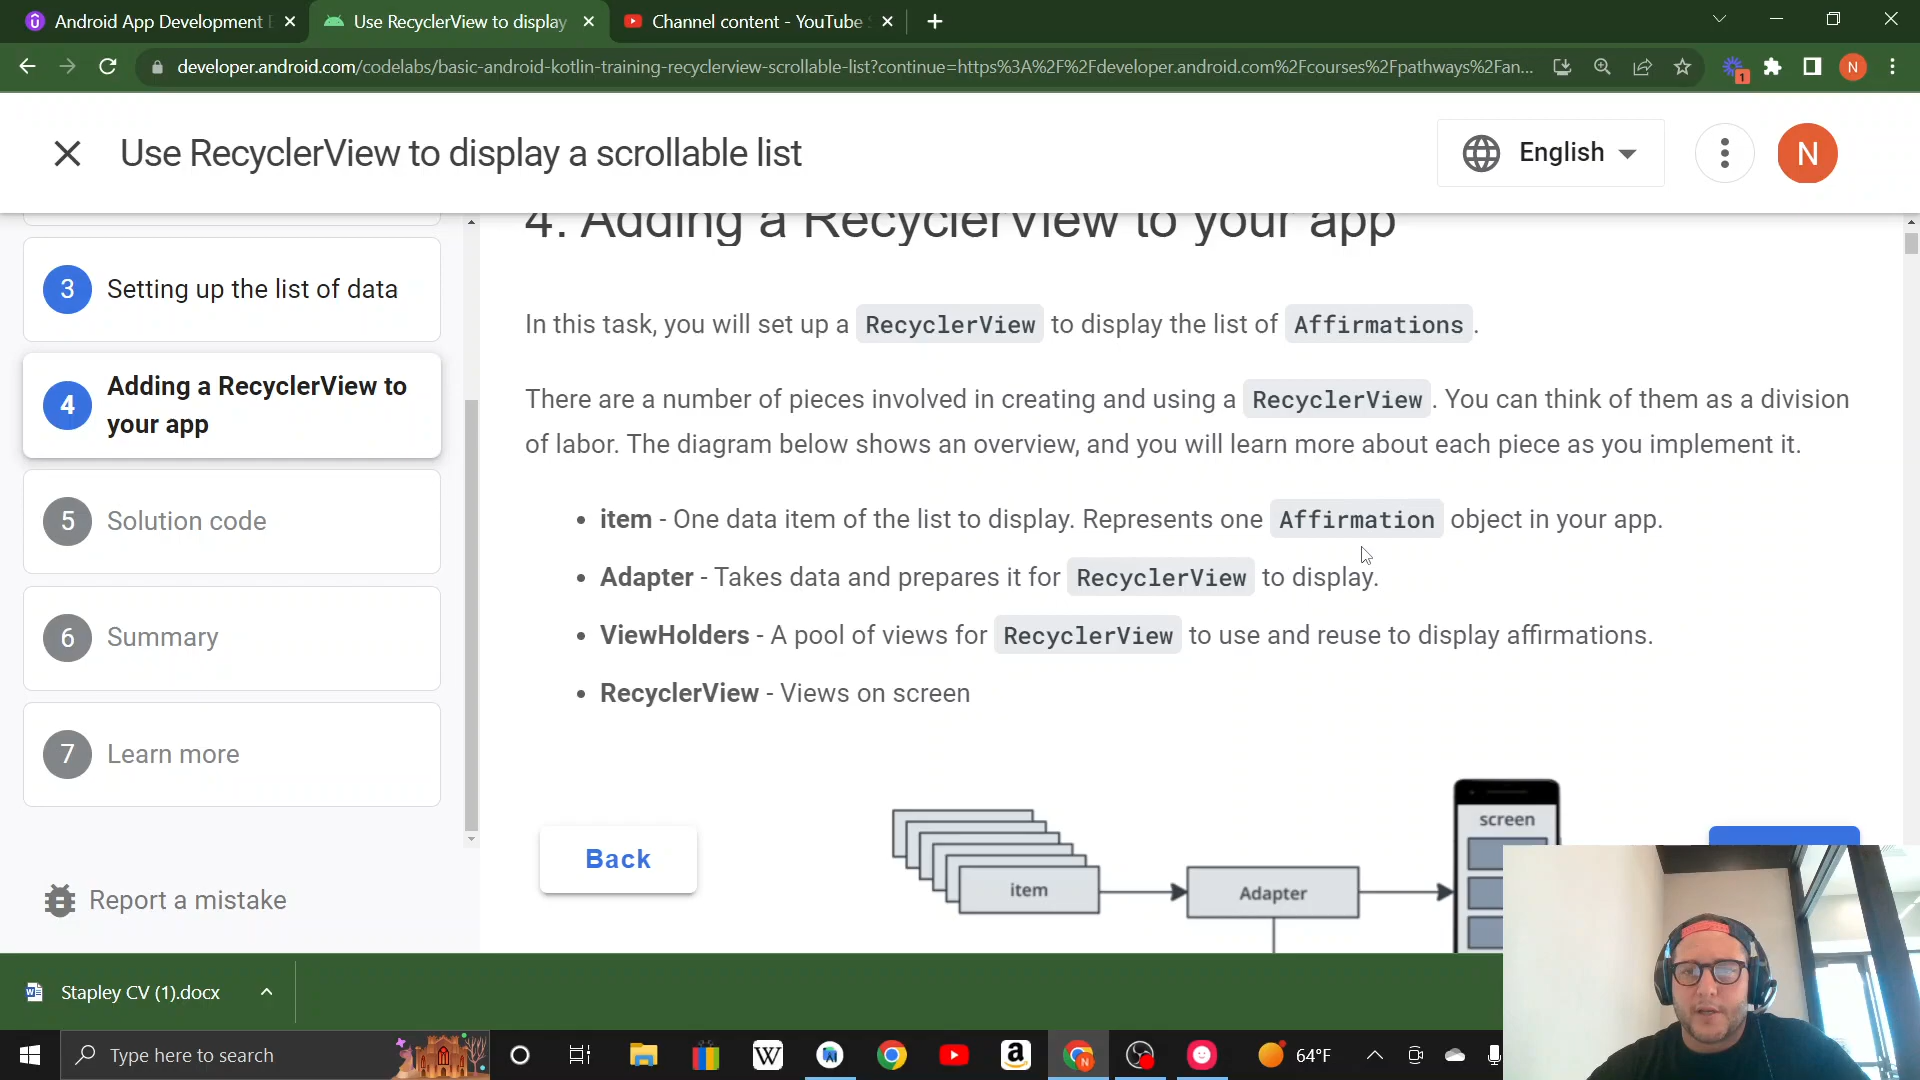 Android App Development
Use RecyclerView to display
Channel content - YouTube
developer.android.com/codelabs/basic-android-kotlin-training-recyclerview-scrollable-list?continue=https%3A%2F%2Fdeveloper.android.com%2Fcourses%2Fpathways%2Fan...
1
N
Use RecyclerView to display a scrollable list
English
N
3 Setting up the list of data
4 Adding a RecyclerView to
your app
5 Solution code
6 Summary
7 Learn more
Report a mistake
4. Adding a RecyclerView to your app
In this task, you will set up a RecyclerView to display the list of Affirmations.
There are a number of pieces involved in creating and using a RecyclerView. You can think of them as a division
of labor. The diagram below shows an overview, and you will learn more about each piece as you implement it.
• item - One data item of the list to display. Represents one Affirmation object in your app.
• Adapter - Takes data and prepares it for RecyclerView to display.
• ViewHolders - A pool of views for RecyclerView to use and reuse to display affirmations.
• RecyclerView - Views on screen
screen
Back
item
Adapter
Stapley CV (1).docx
Type here to search
64°F